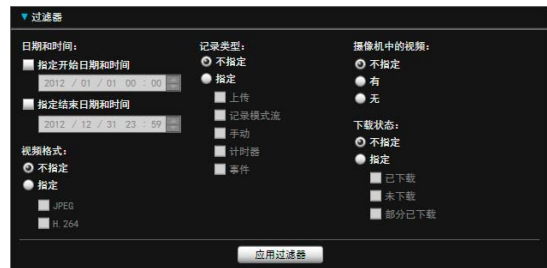 过滤器
日期和时间：
指定开始日期和时间
2012 / 01 / 01 00 : 00
指定结束日期和时间
2012 / 12 / 31 23 : 59
视频格式：
不指定
指定
JPEG
H.264
记录类型：
不指定
指定
上传
记录模式流
手动
计时器
事件
摄像机中的视频：
不指定
有
无
下载状态：
不指定
指定
已下载
未下载
部分已下载
应用过滤器